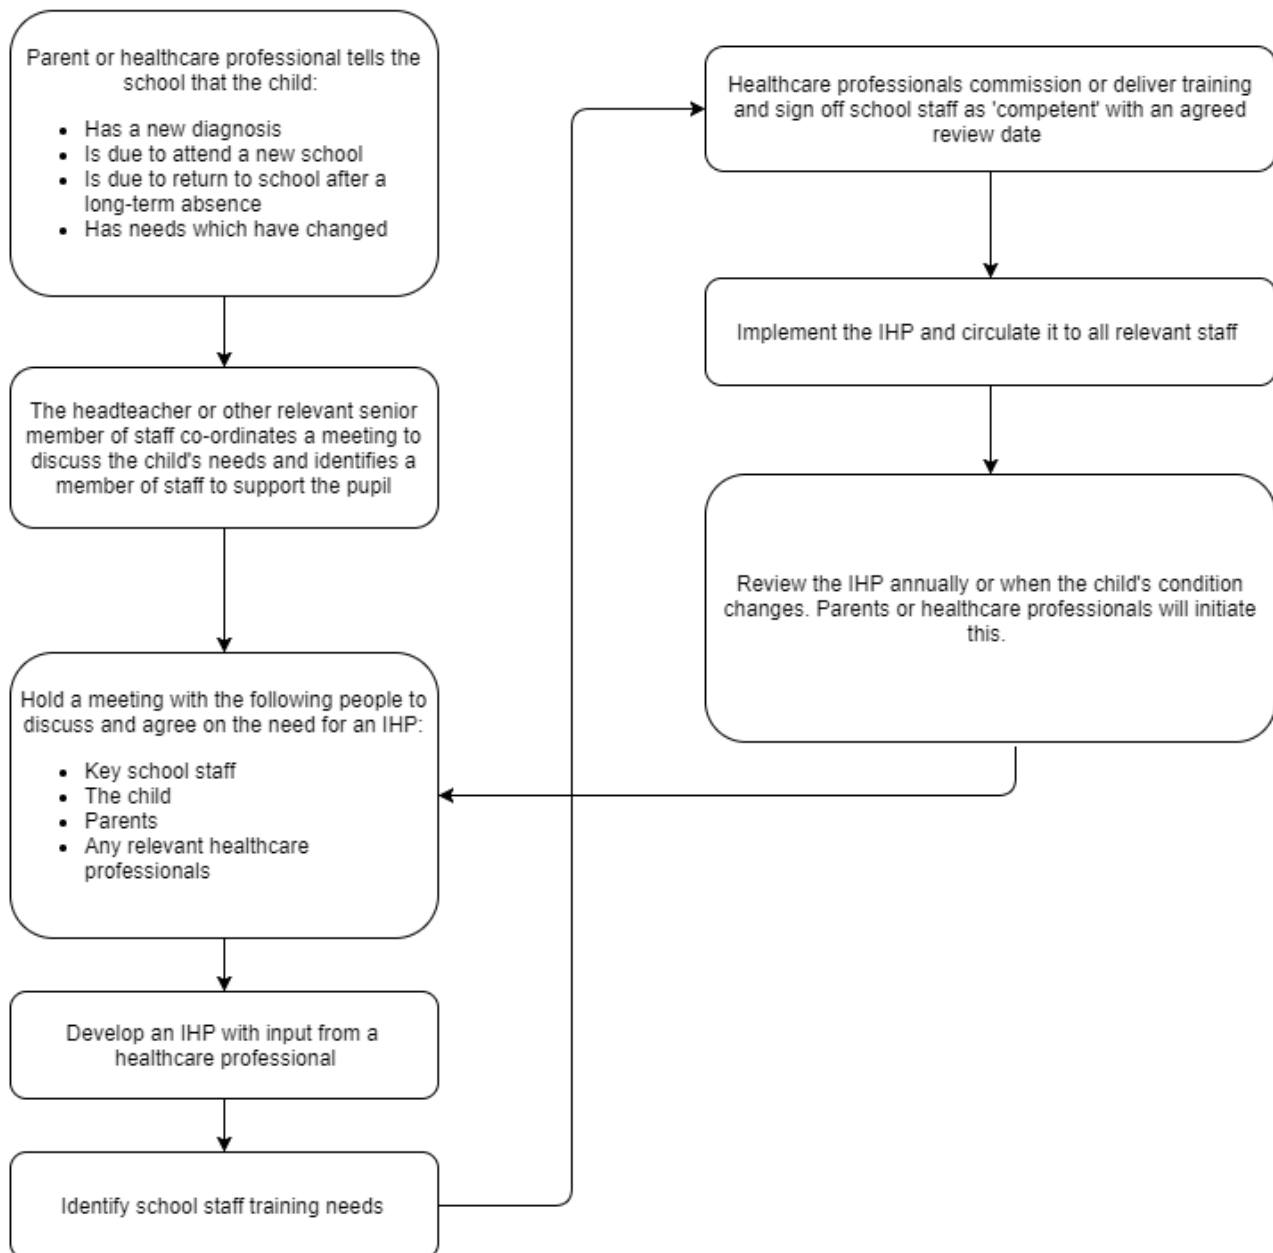 Parent or healthcare professional tells the
school that the child:
• Has a new diagnosis
• Is due to attend a new school
• Is due to return to school after a
long-term absence
• Has needs which have changed
The headteacher or other relevant senior
member of staff co-ordinates a meeting to
discuss the child's needs and identifies a
member of staff to support the pupil
Hold a meeting with the following people to
discuss and agree on the need for an IHP:
• Key school staff
• The child
• Parents
• Any relevant healthcare
professionals
Develop an IHP with input from a
healthcare professional
Identify school staff training needs
Healthcare professionals commission or deliver training
and sign off school staff as 'competent' with an agreed
review date
Implement the IHP and circulate it to all relevant staff
Review the IHP annually or when the child's condition
changes. Parents or healthcare professionals will initiate
this.